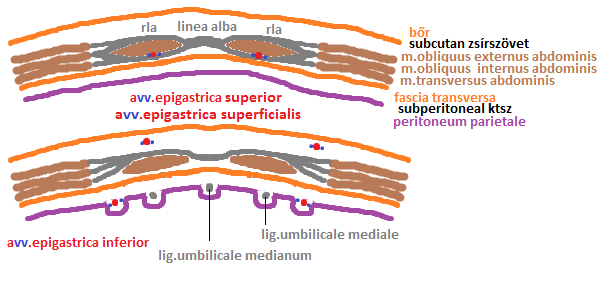 rla linea alba rla
bőr
subcutan zsírszövet
m.obliquus externus abdominis
m.obliquus internus abdominis
m.transversus abdominis
fascia transversa
subperitoneal ktsz
peritoneum parietale
avv.epigastrica superior
avv.epigastrica superficialis
avv.epigastrica inferior
lig.umbilicale mediale
lig.umbilicale medianum